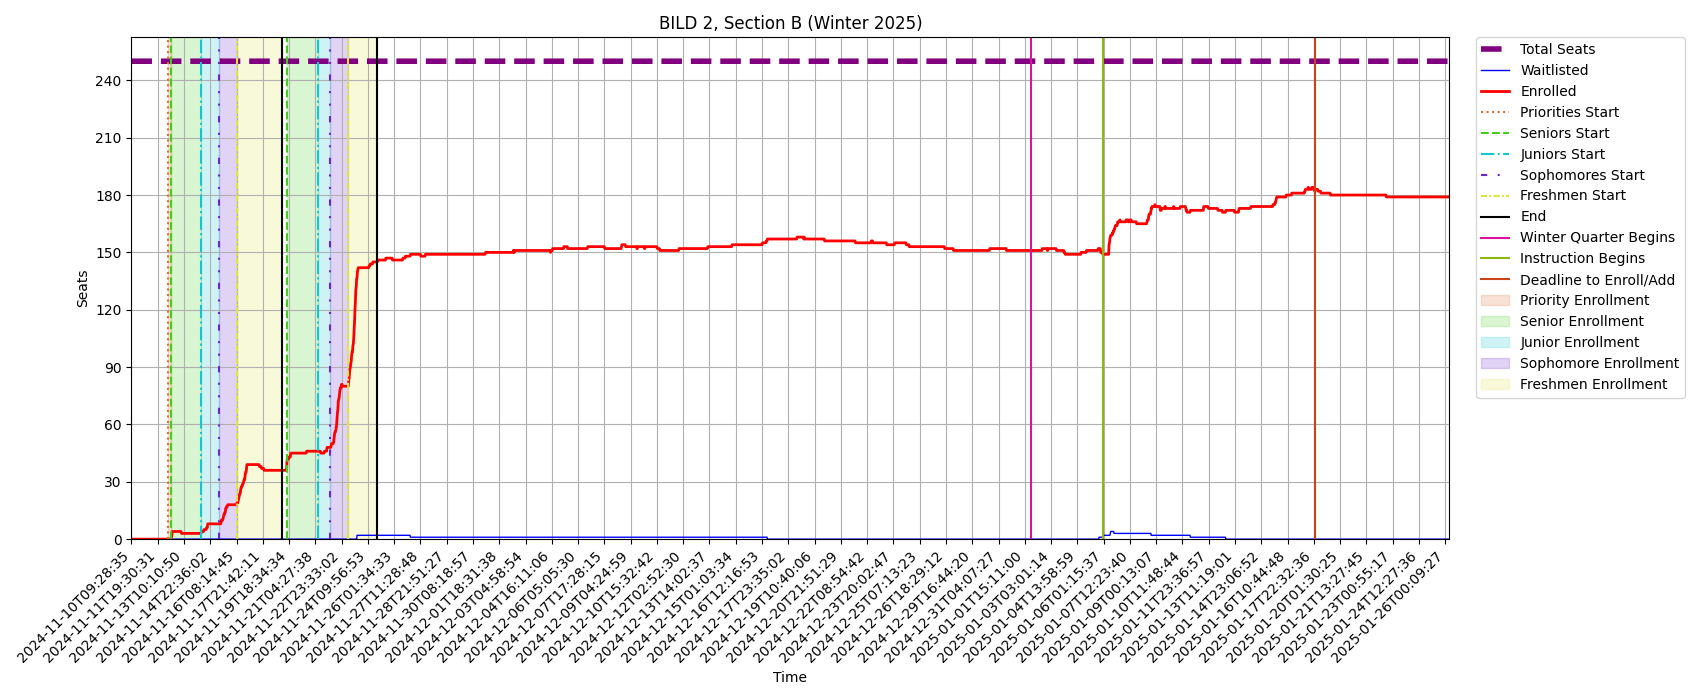 BILD 2, Section B (Winter 2025)
Seats
240
210
180
150
120
90
60
30
0
2024-11-10T09:28:35
2024-11-11T19:30:31
2024-11-13T10:10:50
2024-11-14T22:36:02
2024-11-16T08:14:45
2024-11-17T21:42:11
2024-11-19T18:34:34
2024-11-21T04:27:38
2024-11-22T23:33:02
2024-11-24T09:56:53
2024-11-26T01:34:33
2024-11-27T11:28:48
2024-11-28T21:51:27
2024-11-30T08:18:57
2024-12-01T18:31:38
2024-12-03T04:58:54
2024-12-04T16:11:06
2024-12-06T05:05:30
2024-12-07T17:28:15
2024-12-09T04:24:59
2024-12-10T15:32:42
2024-12-12T02:52:30
2024-12-13T14:02:37
2024-12-15T01:03:34
2024-12-16T12:16:53
2024-12-17T23:35:02
2024-12-19T10:40:06
2024-12-20T21:51:29
2024-12-22T08:54:42
2024-12-23T20:02:47
2024-12-25T07:13:23
2024-12-26T18:29:12
2024-12-29T16:44:20
2024-12-31T04:07:27
2025-01-01T15:11:00
2025-01-03T03:01:14
2025-01-04T13:58:59
2025-01-06T01:15:37
2025-01-07T12:23:40
2025-01-09T00:13:07
2025-01-10T11:48:44
2025-01-11T23:36:57
2025-01-13T11:19:01
2025-01-14T23:06:52
2025-01-16T10:44:48
2025-01-17T22:32:36
2025-01-20T01:30:25
2025-01-21T13:27:45
2025-01-23T00:55:17
2025-01-24T12:27:36
2025-01-26T00:09:27
Time
Total Seats
Waitlisted
Enrolled
Priorities Start
Seniors Start
Juniors Start
Sophomores Start
Freshmen Start
End
Winter Quarter Begins
Instruction Begins
Deadline to Enroll/Add
Priority Enrollment
Senior Enrollment
Junior Enrollment
Sophomore Enrollment
Freshmen Enrollment